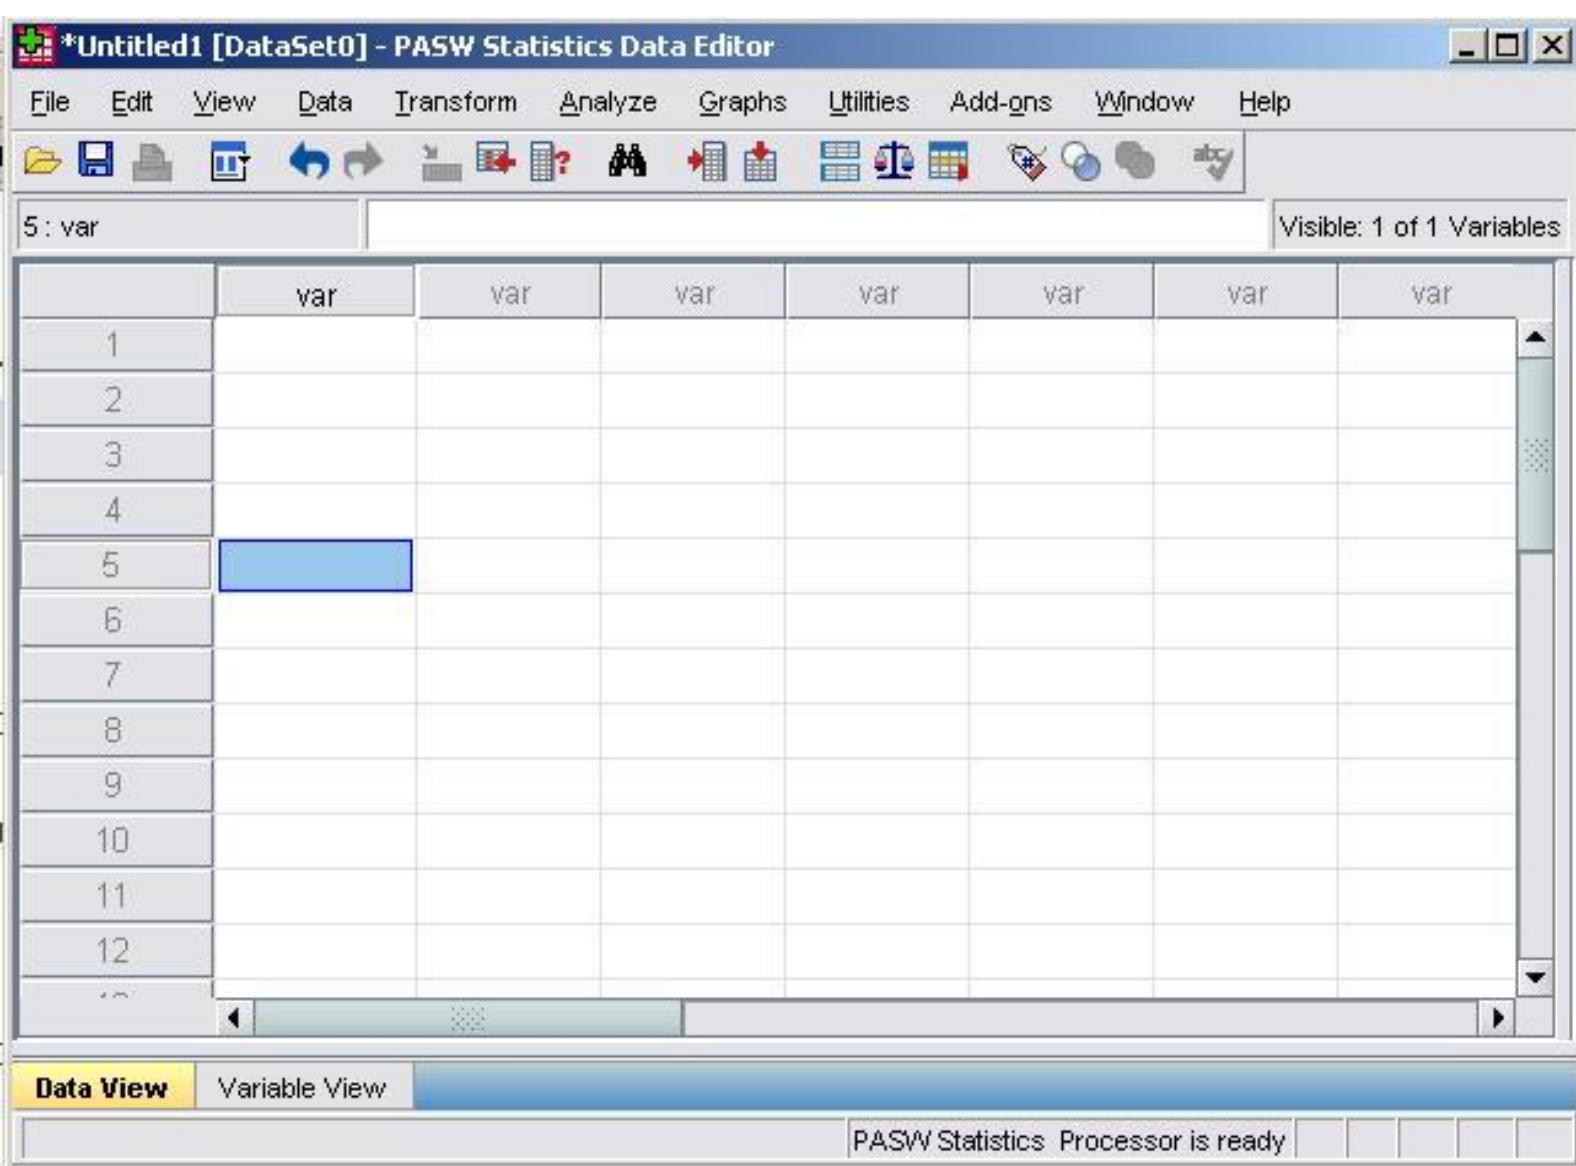 *Untitled1 [DataSet0] - PASW Statistics Data Editor
File Edit View Data Transform Analyze Graphs Utilities Add-ons Window Help
5 : var Visible: 1 of 1 Variables
var var var var var var var
1
2
3
4
5
6
7
8
9
10
11
12
Data View Variable View
PASW Statistics Processor is ready